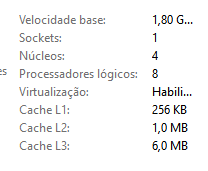 Velocidade base: 1,80 G...
Sockets: 1
Núcleos: 4
es Processadores lógicos: 8
Virtualização: Habili...
Cache L1: 256 KB
Cache L2: 1,0 MB
Cache L3: 6,0 MB